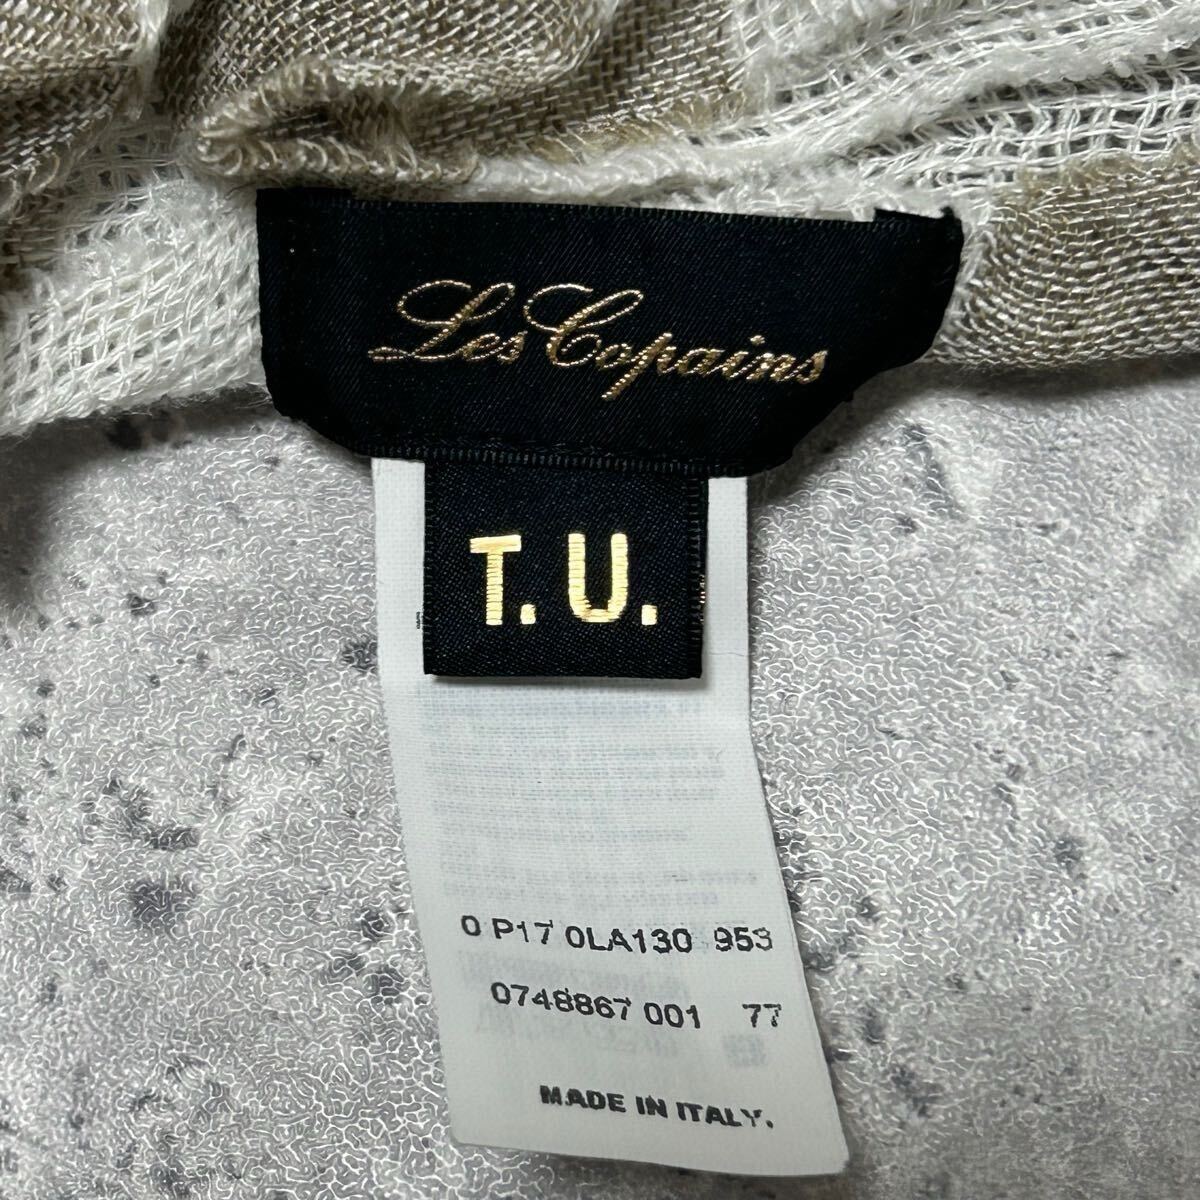 Les Copains
T. U.
0 P17 0LA130 953
0748867 001 77
MADE IN ITALY.